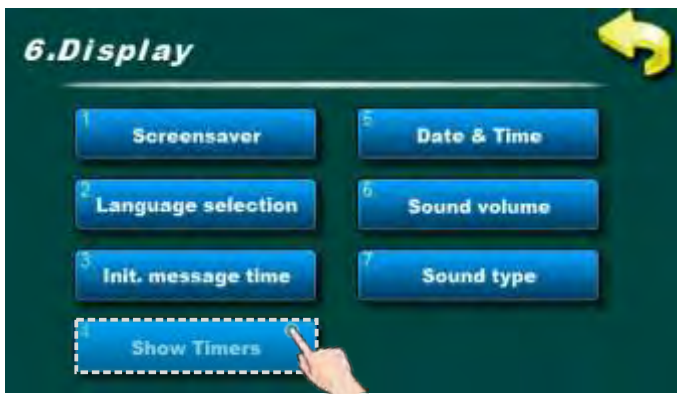 6.Display
1 Screensaver
2 Language selection
3 Init. message time
4 Show Timers
5 Date & Time
6 Sound volume
7 Sound type